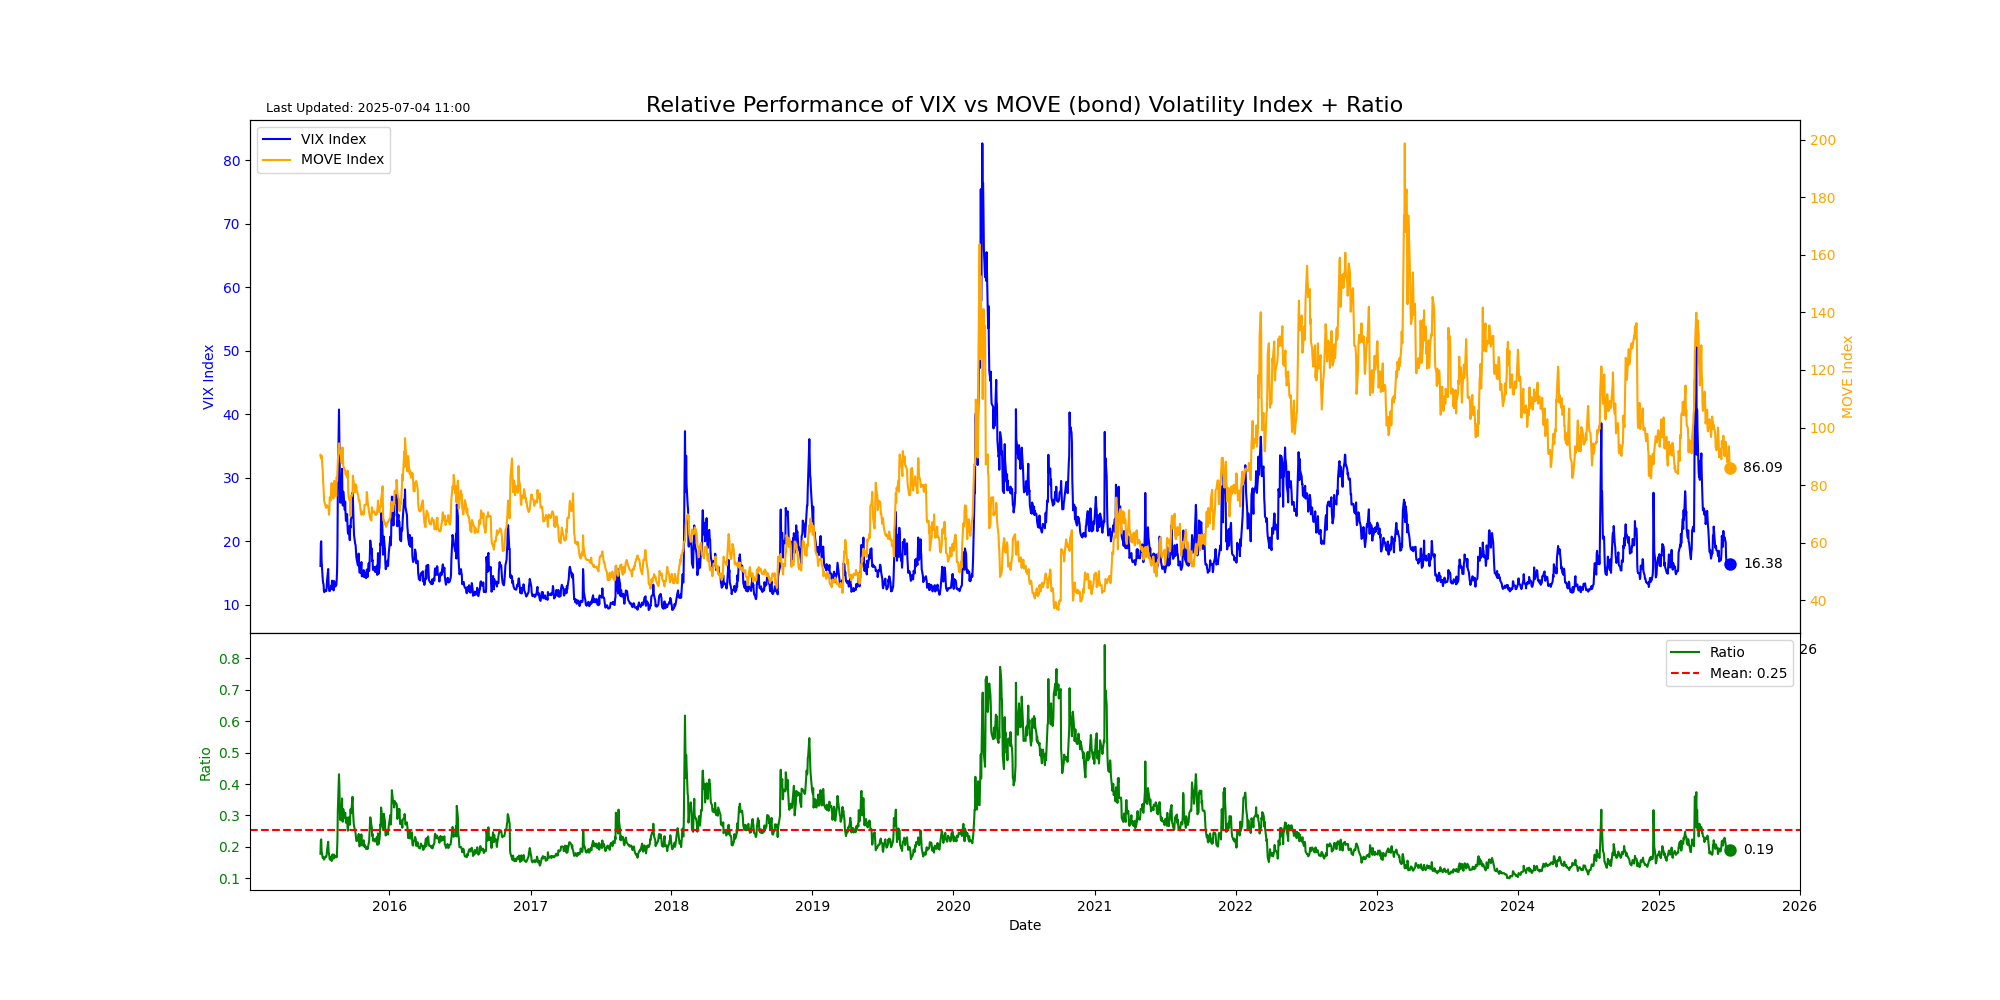 Last Updated: 2025-07-04 11:00
Relative Performance of VIX vs MOVE (bond) Volatility Index + Ratio
VIX Index
MOVE Index
80
70
60
50
40
30
20
10
VIX Index
200
180
160
140
120
100
80
60
40
MOVE Index
86.09
16.38
26
Ratio
Mean: 0.25
0.8
0.7
0.6
0.5
0.4
0.3
0.2
0.1
Ratio
0.19
2016 2017 2018 2019 2020 2021 2022 2023 2024 2025 2026
Date